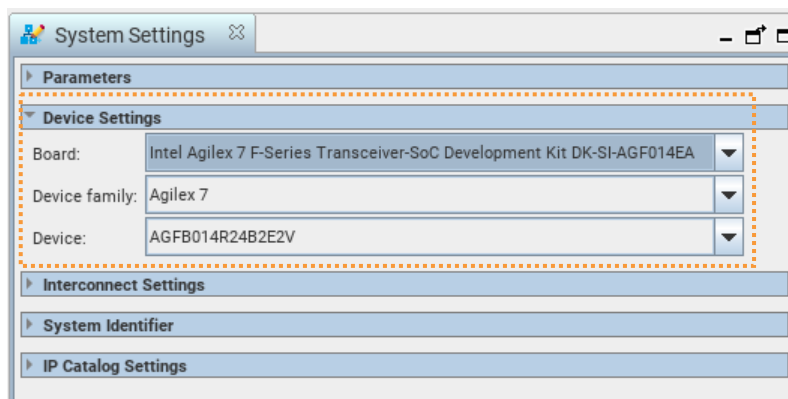 System Settings
Parameters
Device Settings
Board: Intel Agilex 7 F-Series Transceiver-SoC Development Kit DK-SI-AGF014EA
Device family: Agilex 7
Device: AGFB014R24B2E2V
Interconnect Settings
System Identifier
IP Catalog Settings